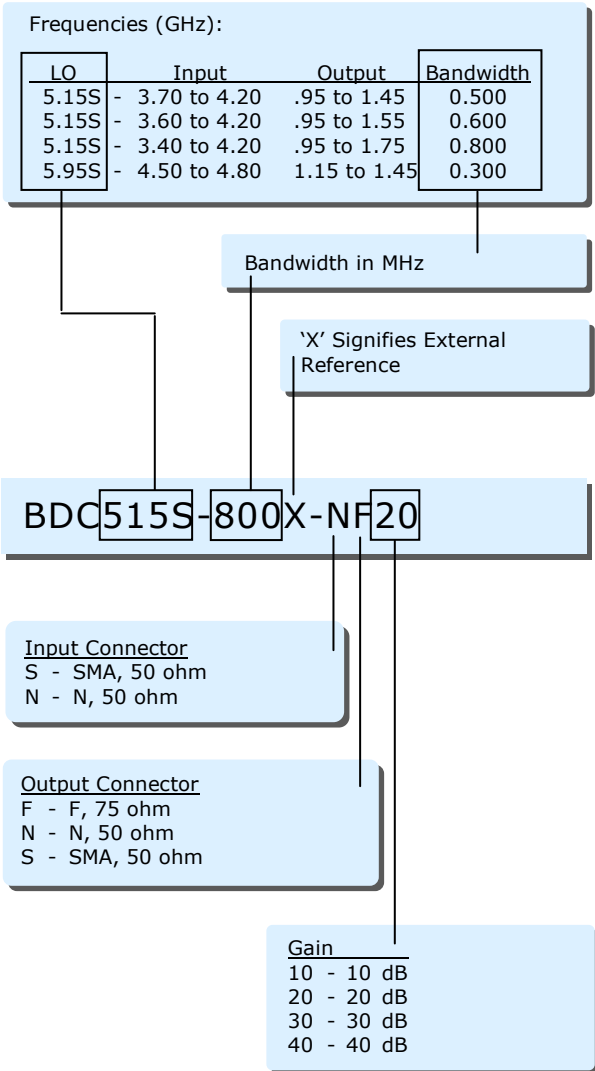 Frequencies (GHz):
LO Input Output Bandwidth
5.15S - 3.70 to 4.20 .95 to 1.45 0.500
5.15S - 3.60 to 4.20 .95 to 1.55 0.600
5.15S - 3.40 to 4.20 .95 to 1.75 0.800
5.95S - 4.50 to 4.80 1.15 to 1.45 0.300
Bandwidth in MHz
‘X’ Signifies External
Reference
BDC515S-800X-NF20
Input Connector
S - SMA, 50 ohm
N - N, 50 ohm
Output Connector
F - F, 75 ohm
N - N, 50 ohm
S - SMA, 50 ohm
Gain
10 - 10 dB
20 - 20 dB
30 - 30 dB
40 - 40 dB